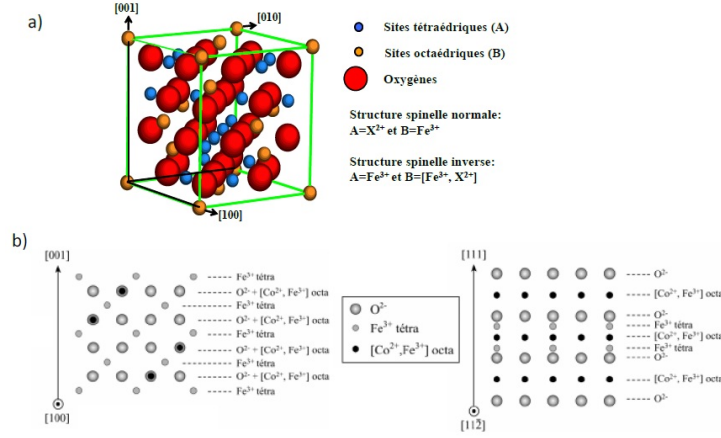 a)
[001]
[010]
[100]
Sites tétraédriques (A)
Sites octaédriques (B)
Oxygènes
Structure spinelle normale:
A=X²⁺ et B=Fe³⁺
Structure spinelle inverse:
A=Fe³⁺ et B=[Fe³⁺, X²⁺]
b)
[001]
Fe³⁺ tétra
O²⁻ + [Co²⁺, Fe³⁺] octa
Fe³⁺ tétra
O²⁻ + [Co²⁺, Fe³⁺] octa
Fe³⁺ tétra
O²⁻ + [Co²⁺, Fe³⁺] octa
Fe³⁺ tétra
O²⁻ + [Co²⁺, Fe³⁺] octa
Fe³⁺ tétra
[100]
O²⁻
Fe³⁺ tétra
[Co²⁺,Fe³⁺] octa
[111]
O²⁻
[Co²⁺, Fe³⁺] octa
O²⁻
Fe³⁺ tétra
[Co²⁺, Fe³⁺] octa
Fe³⁺ tétra
O²⁻
[Co²⁺, Fe³⁺] octa
O²⁻
[112̄]